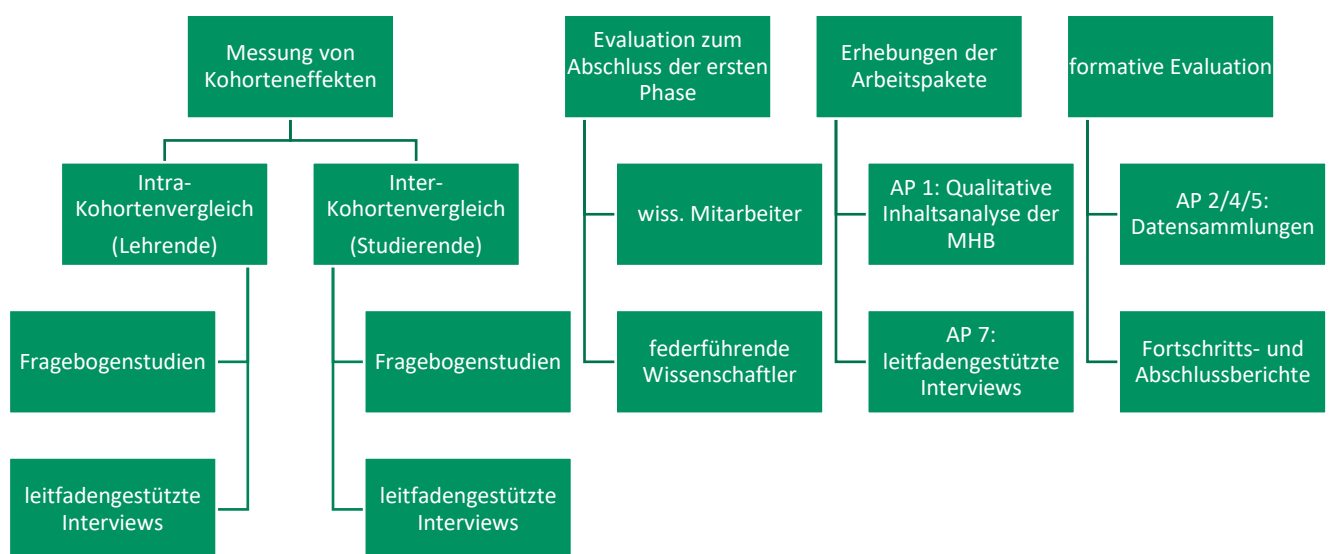 Messung von
Kohorteneffekten
Intra-
Kohortenvergleich
(Lehrende)
Fragebogenstudien
leitfadengestützte
Interviews
Inter-
Kohortenvergleich
(Studierende)
Fragebogenstudien
leitfadengestützte
Interviews
Evaluation zum
Abschluss der ersten
Phase
wiss. Mitarbeiter
federführende
Wissenschaftler
Erhebungen der
Arbeitspakete
AP 1: Qualitative
Inhaltsanalyse der
MHB
AP 7:
leitfadengestützte
Interviews
formative Evaluation
AP 2/4/5:
Datensammlungen
Fortschritts- und
Abschlussberichte